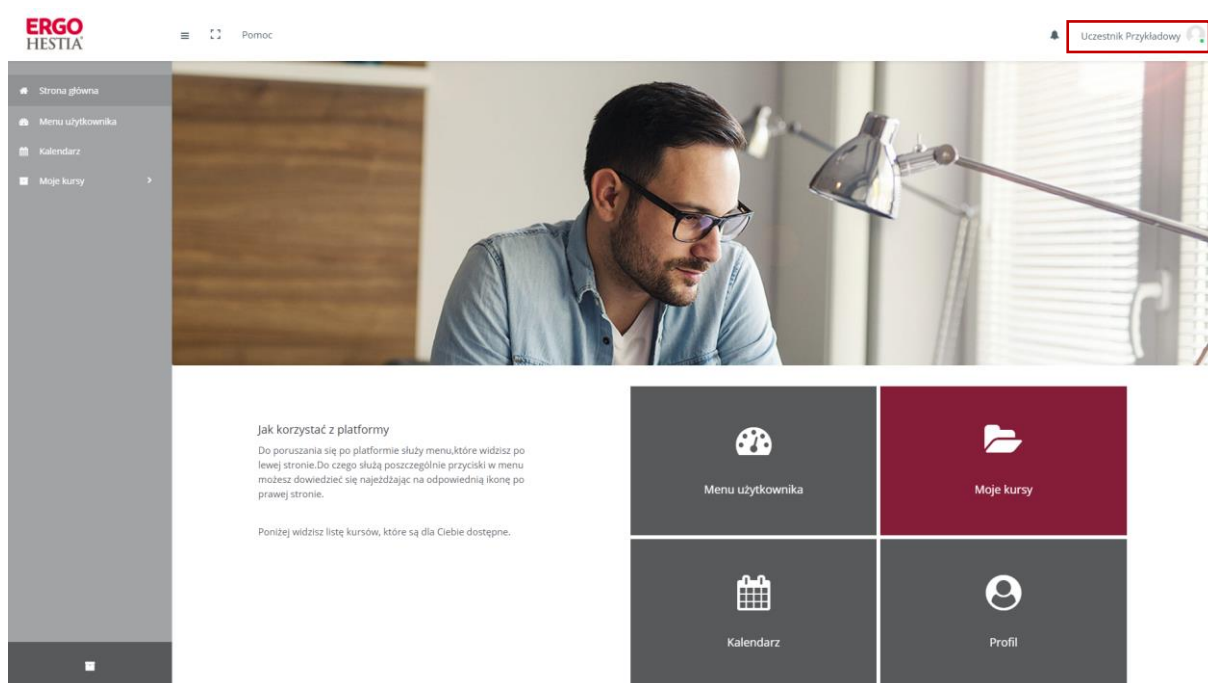 ERGO
HESTIA
Pomoc
Uczestnik Przykładowy
Strona główna
Menu użytkownika
Kalendarz
Moje kursy
Jak korzystać z platformy
Do poruszania się po platformie służy menu,które widzisz po
lewej stronie.Do czego służą poszczególnie przyciski w menu
możesz dowiedzieć się najeżdżając na odpowiednią ikonę po
prawej stronie.
Poniżej widzisz listę kursów, które są dla Ciebie dostępne.
Menu użytkownika
Moje kursy
Kalendarz
Profil